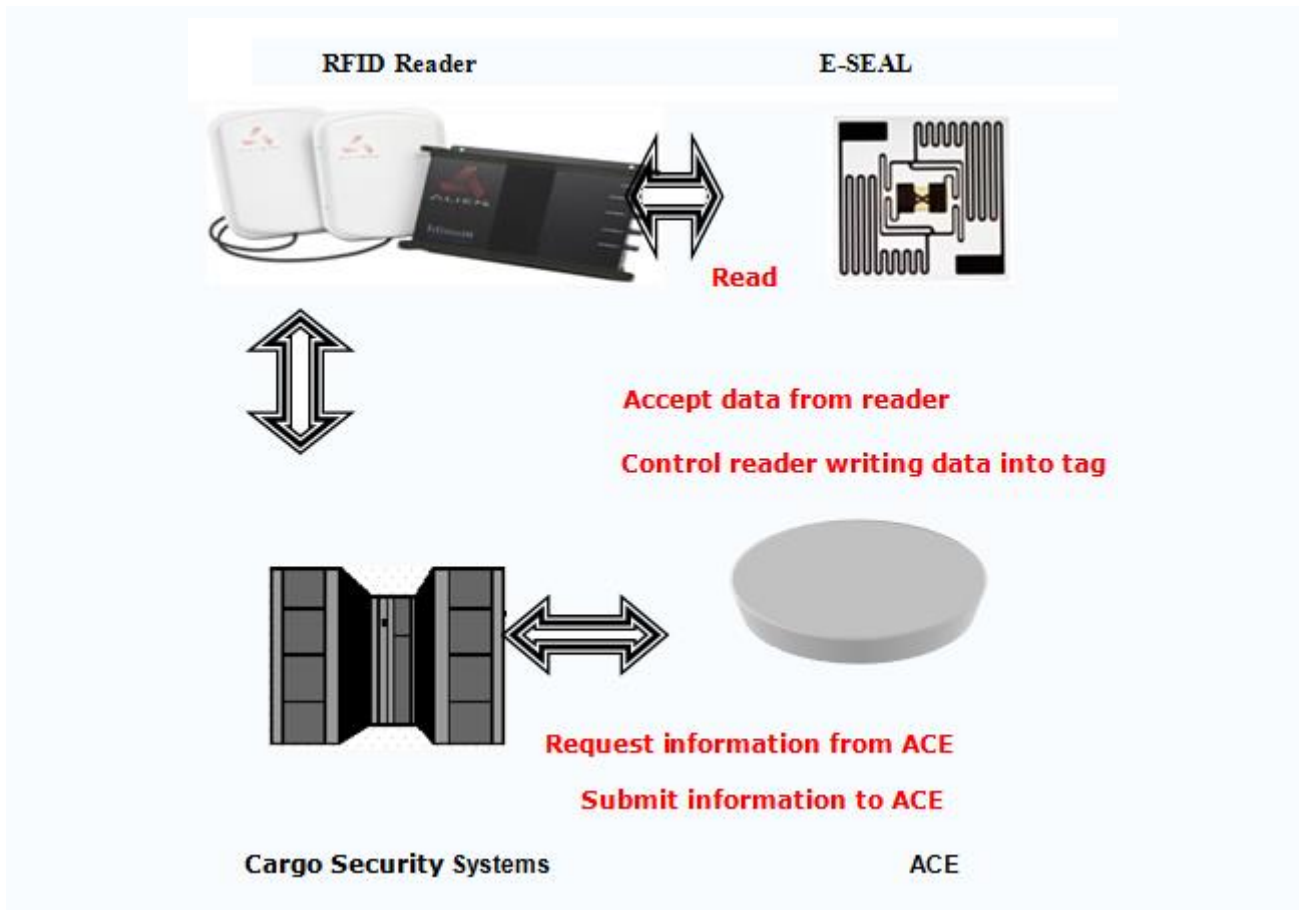 RFID Reader E-SEAL
ALIEN
Read
Accept data from reader
Control reader writing data into tag
Request information from ACE
Submit information to ACE
Cargo Security Systems ACE